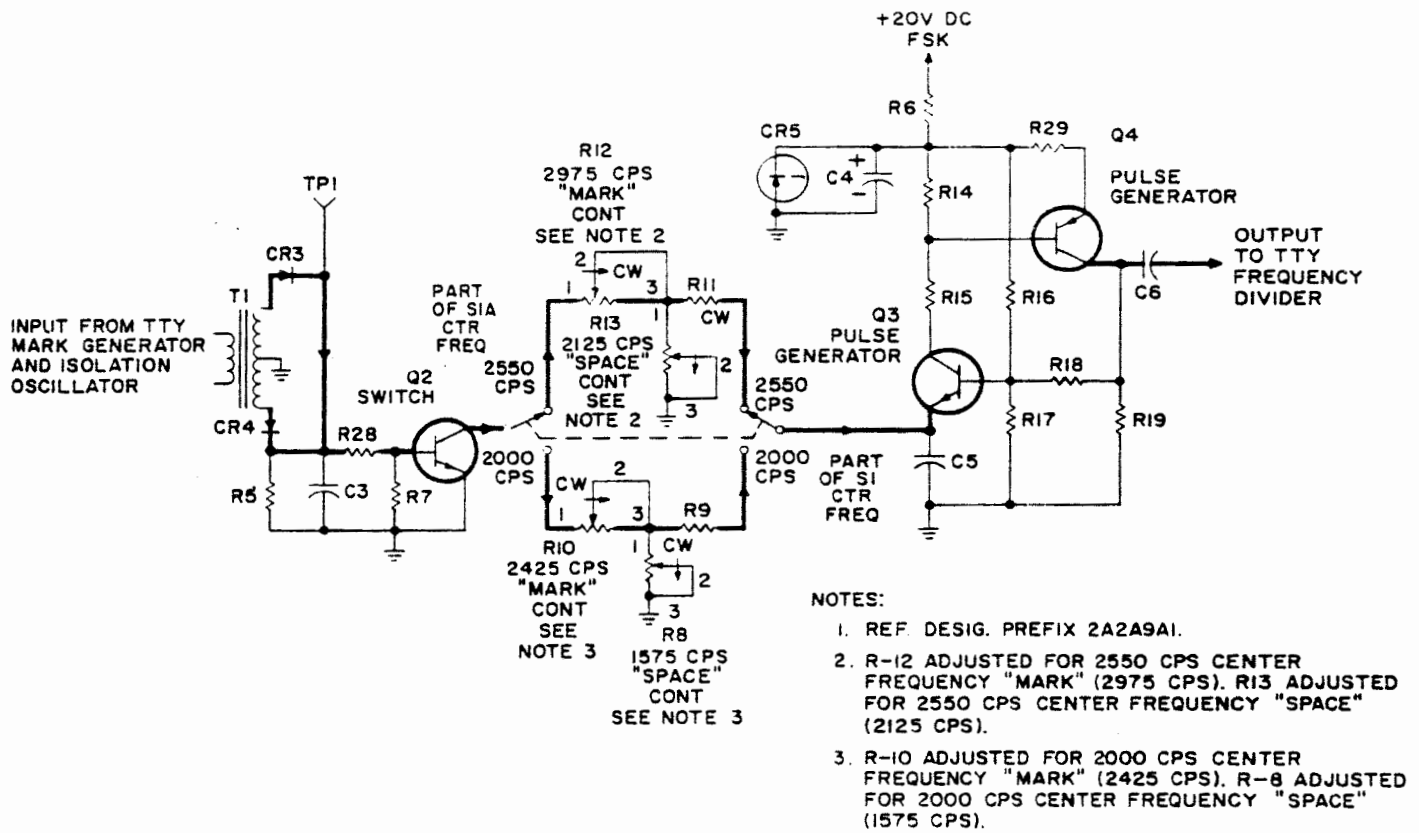 +20V DC
FSK
R6
CR5
C4
+
-
R29
Q4
PULSE
GENERATOR
R14
R12
2975 CPS
"MARK"
CONT
SEE NOTE 2
TP1
CR3
T1
2
CW
1
3
R11
CW
INPUT FROM TTY
MARK GENERATOR
AND ISOLATION
OSCILLATOR
PART
OF S1A
CTR
FREQ
R13
2125 CPS
"SPACE"
CONT
SEE
NOTE 2
1
2
3
R15
R16
C6
OUTPUT
TO TTY
FREQUENCY
DIVIDER
Q3
PULSE
GENERATOR
Q2
SWITCH
2550
CPS
2550
CPS
R18
CR4
R28
R5
C3
R7
2000
CPS
2000
CPS
R17
R19
C5
PART
OF S1
CTR
FREQ
CW
2
1
3
R9
CW
1
2
3
R10
2425 CPS
"MARK"
CONT
SEE
NOTE 3
R8
1575 CPS
"SPACE"
CONT
SEE NOTE 3
NOTES:
1. REF. DESIG. PREFIX 2A2A9A1.
2. R-12 ADJUSTED FOR 2550 CPS CENTER
FREQUENCY "MARK" (2975 CPS). R13 ADJUSTED
FOR 2550 CPS CENTER FREQUENCY "SPACE"
(2125 CPS).
3. R-10 ADJUSTED FOR 2000 CPS CENTER
FREQUENCY "MARK" (2425 CPS). R-8 ADJUSTED
FOR 2000 CPS CENTER FREQUENCY "SPACE"
(1575 CPS).